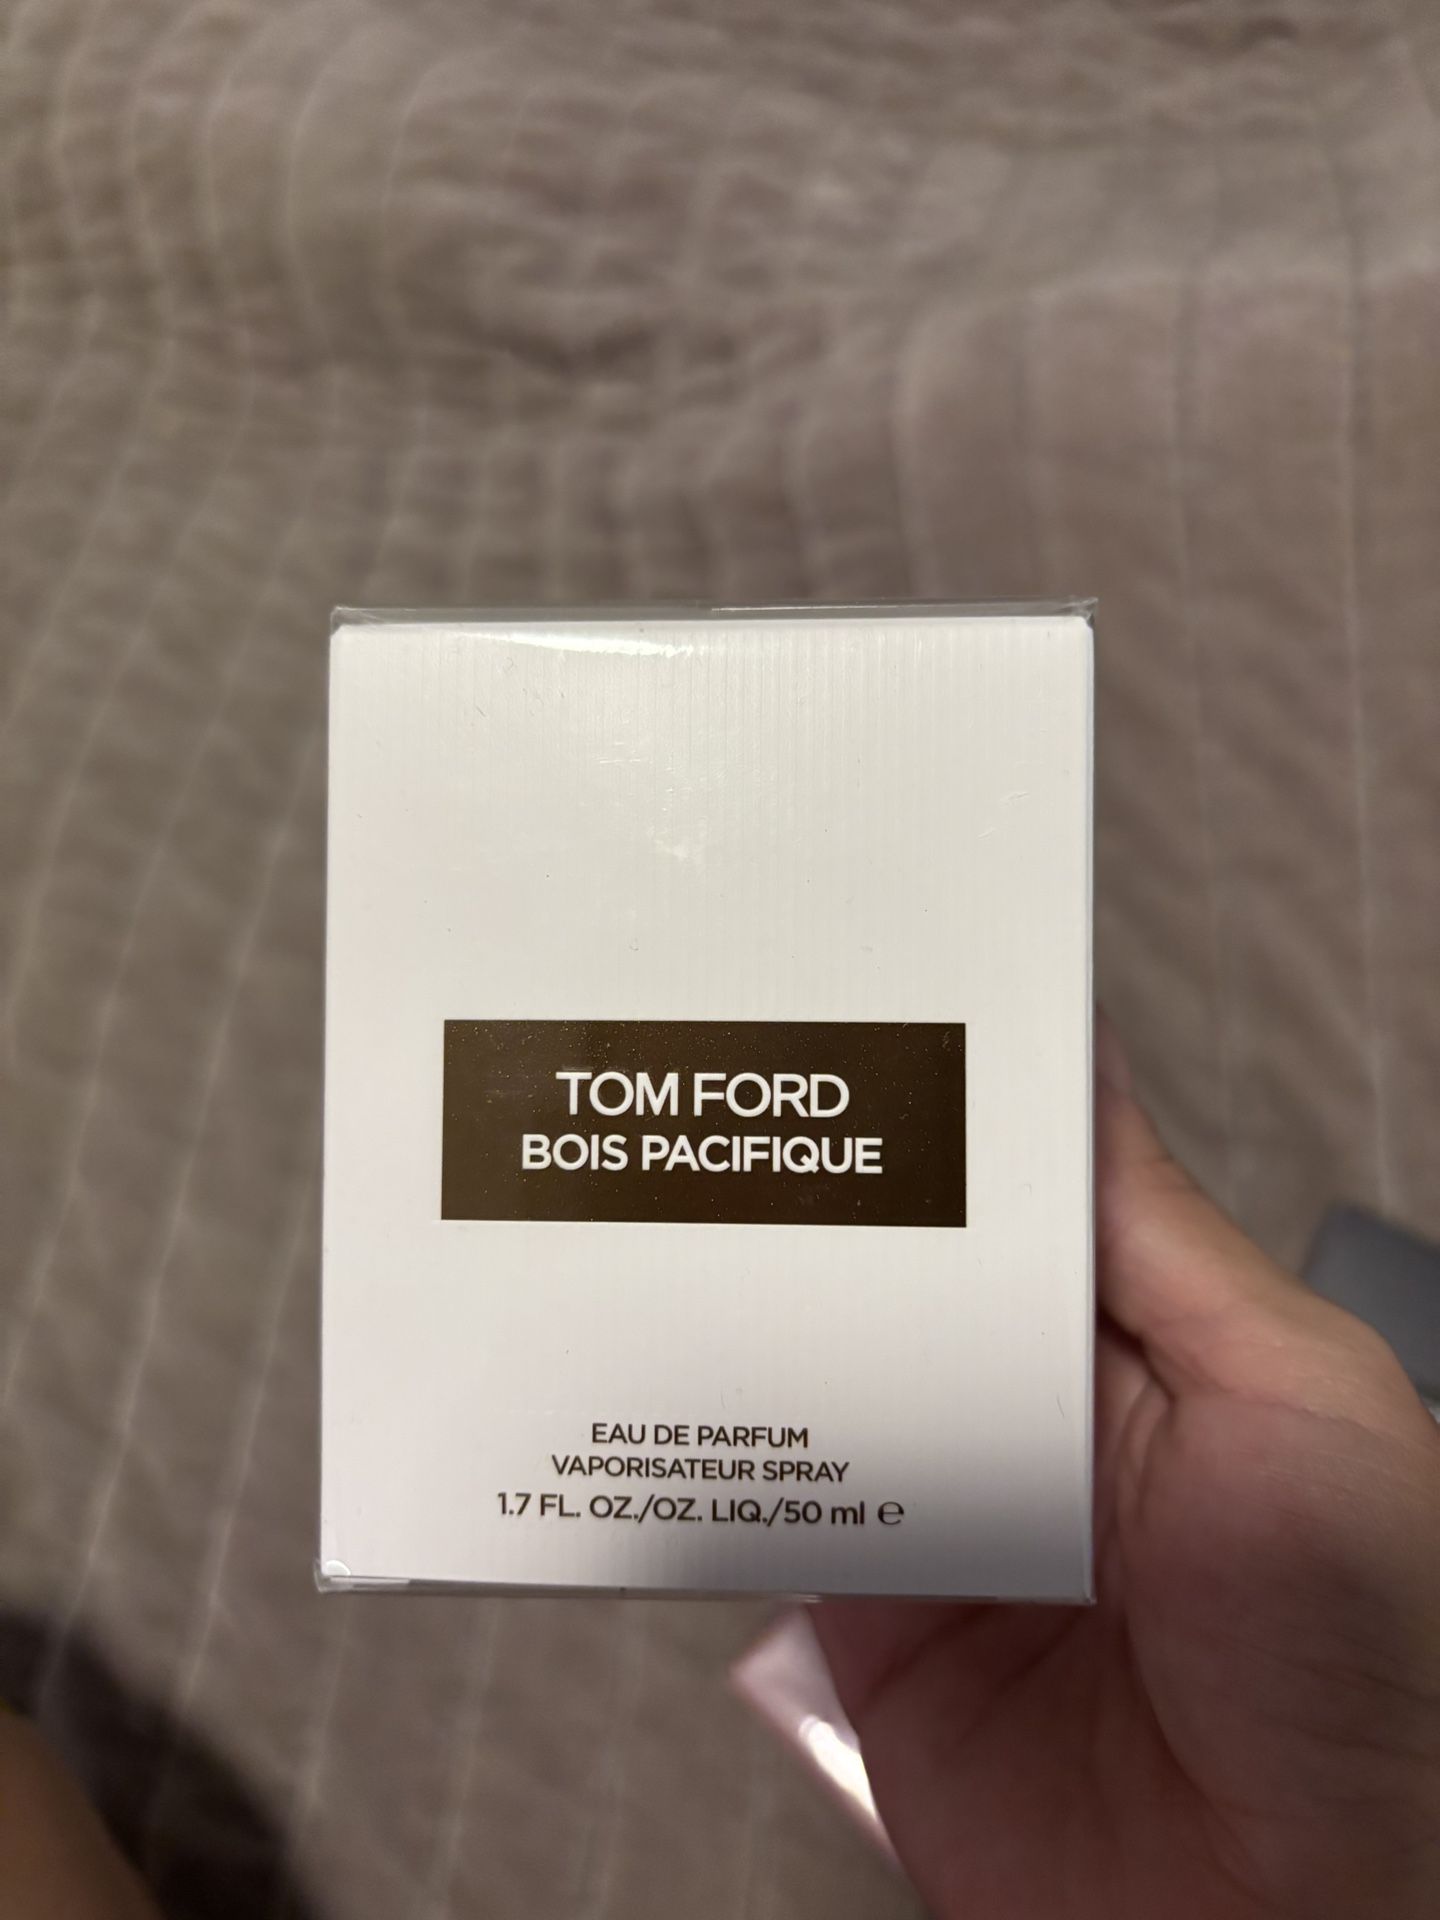 TOM FORD
BOIS PACIFIQUE
EAU DE PARFUM
VAPORISATEUR SPRAY
1.7 FL. OZ./OZ. LIQ./50 ml ℮